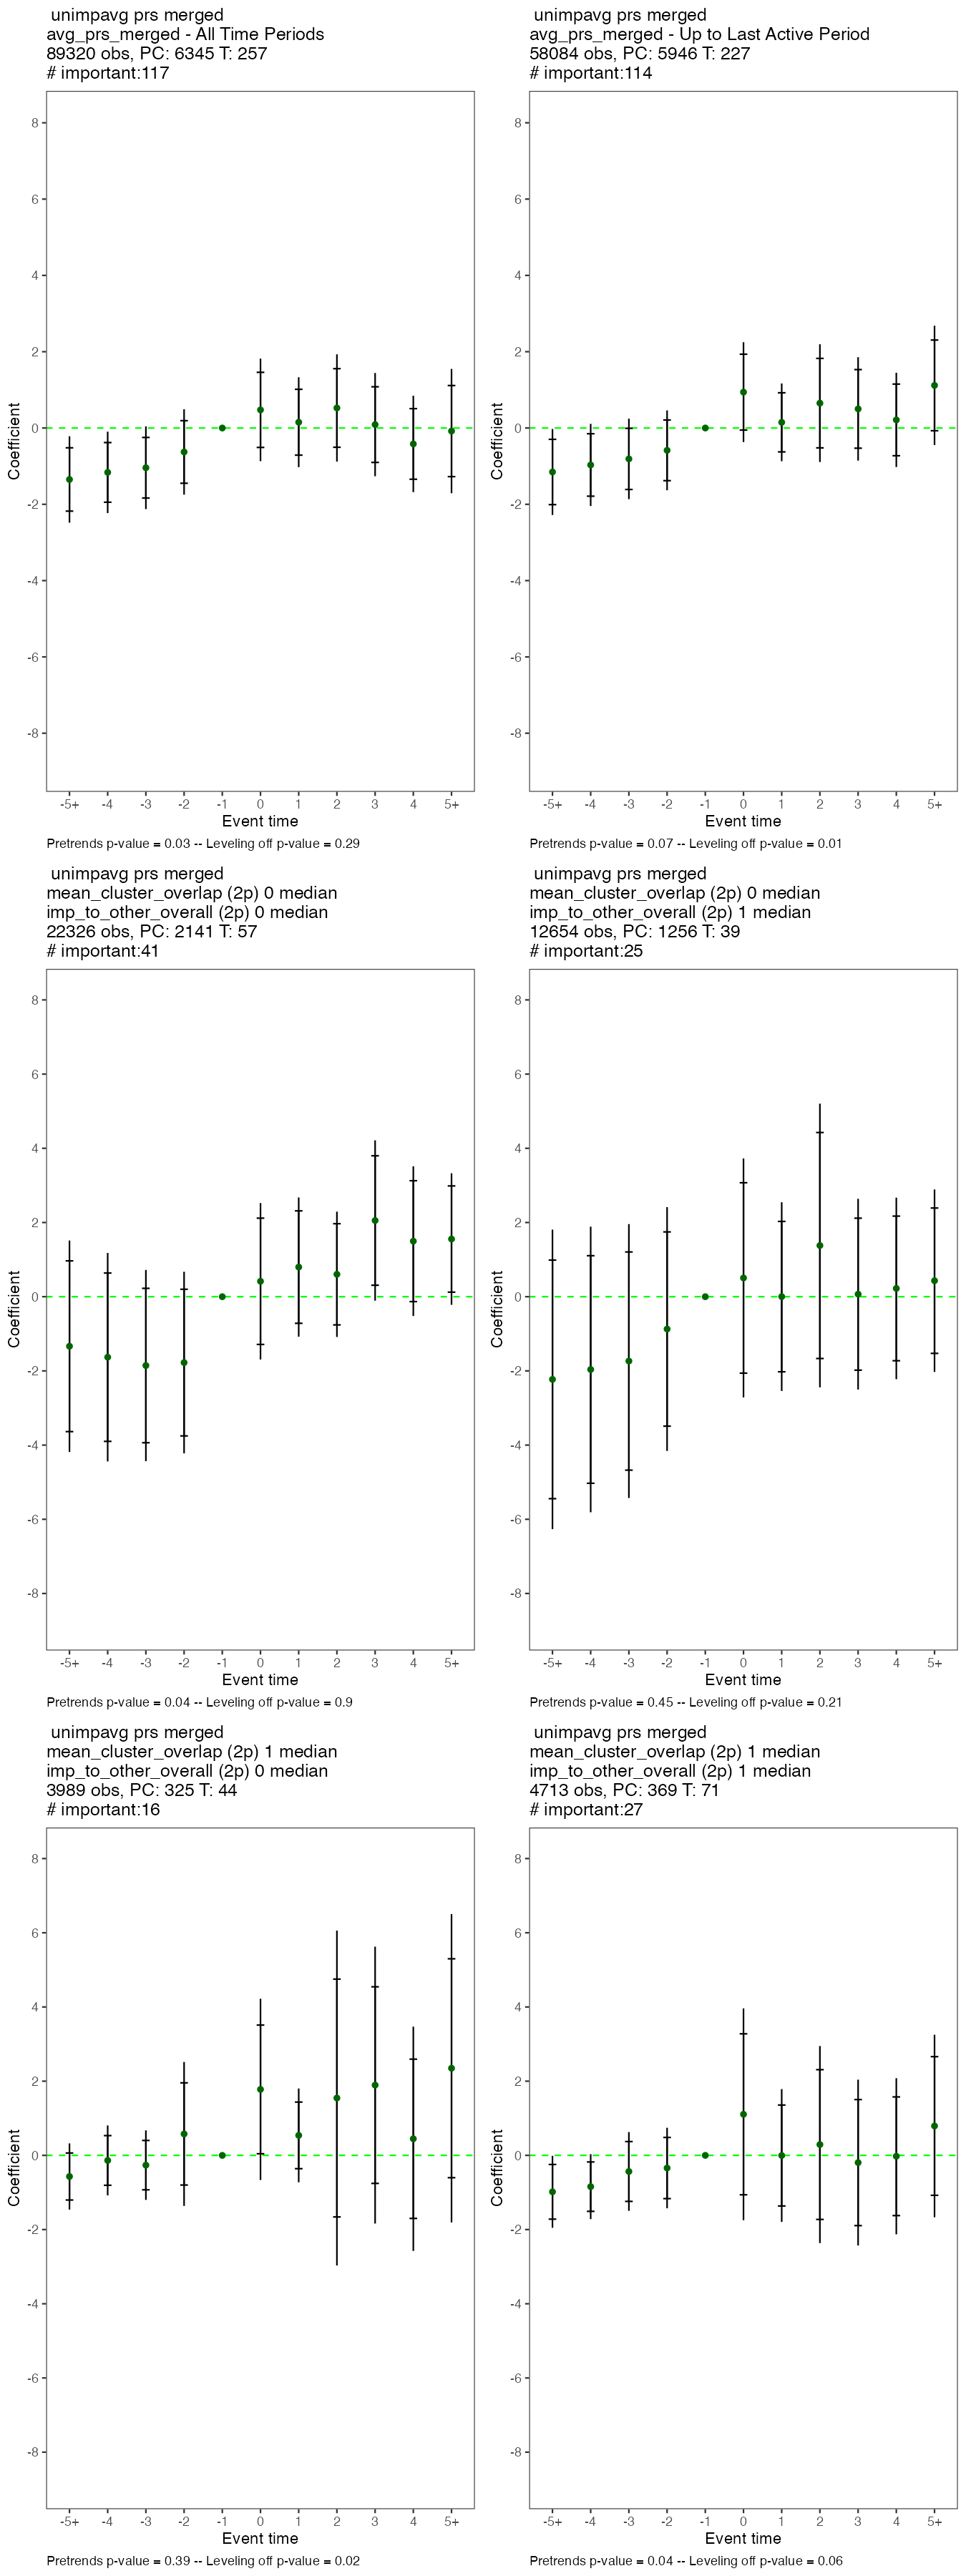 unimpavg prs merged
avg_prs_merged - All Time Periods
89320 obs, PC: 6345 T: 257
# important:117
8
6
4
2
0
-2
-4
-6
-8
Coefficient
-5+ -4 -3 -2 -1 0 1 2 3 4 5+
Event time
Pretrends p-value = 0.03 -- Leveling off p-value = 0.29
unimpavg prs merged
avg_prs_merged - Up to Last Active Period
58084 obs, PC: 5946 T: 227
# important:114
8
6
4
2
0
-2
-4
-6
-8
Coefficient
-5+ -4 -3 -2 -1 0 1 2 3 4 5+
Event time
Pretrends p-value = 0.07 -- Leveling off p-value = 0.01
unimpavg prs merged
mean_cluster_overlap (2p) 0 median
imp_to_other_overall (2p) 0 median
22326 obs, PC: 2141 T: 57
# important:41
8
6
4
2
0
-2
-4
-6
-8
Coefficient
-5+ -4 -3 -2 -1 0 1 2 3 4 5+
Event time
Pretrends p-value = 0.04 -- Leveling off p-value = 0.9
unimpavg prs merged
mean_cluster_overlap (2p) 0 median
imp_to_other_overall (2p) 1 median
12654 obs, PC: 1256 T: 39
# important:25
8
6
4
2
0
-2
-4
-6
-8
Coefficient
-5+ -4 -3 -2 -1 0 1 2 3 4 5+
Event time
Pretrends p-value = 0.45 -- Leveling off p-value = 0.21
unimpavg prs merged
mean_cluster_overlap (2p) 1 median
imp_to_other_overall (2p) 0 median
3989 obs, PC: 325 T: 44
# important:16
8
6
4
2
0
-2
-4
-6
-8
Coefficient
-5+ -4 -3 -2 -1 0 1 2 3 4 5+
Event time
Pretrends p-value = 0.39 -- Leveling off p-value = 0.02
unimpavg prs merged
mean_cluster_overlap (2p) 1 median
imp_to_other_overall (2p) 1 median
4713 obs, PC: 369 T: 71
# important:27
8
6
4
2
0
-2
-4
-6
-8
Coefficient
-5+ -4 -3 -2 -1 0 1 2 3 4 5+
Event time
Pretrends p-value = 0.04 -- Leveling off p-value = 0.06